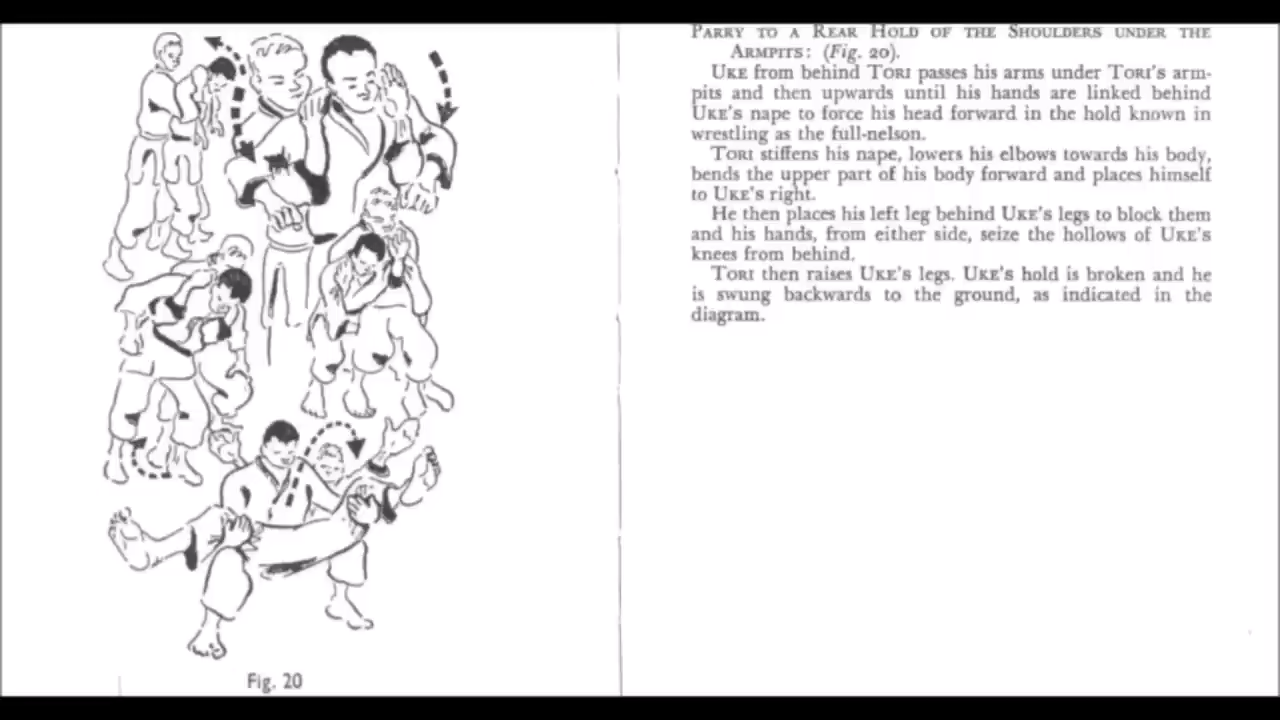 Fig. 20
PARRY TO A REAR HOLD OF THE SHOULDERS UNDER THE
ARMPITS: (Fig. 20).
UKE from behind TORI passes his arms under TORI'S arm-
pits and then upwards until his hands are linked behind
UKE'S nape to force his head forward in the hold known in
wrestling as the full-nelson.
TORI stiffens his nape, lowers his elbows towards his body,
bends the upper part of his body forward and places himself
to UKE'S right.
He then places his left leg behind UKE'S legs to block them
and his hands, from either side, seize the hollows of UKE'S
knees from behind.
TORI then raises UKE'S legs. UKE'S hold is broken and he
is swung backwards to the ground, as indicated in the
diagram.